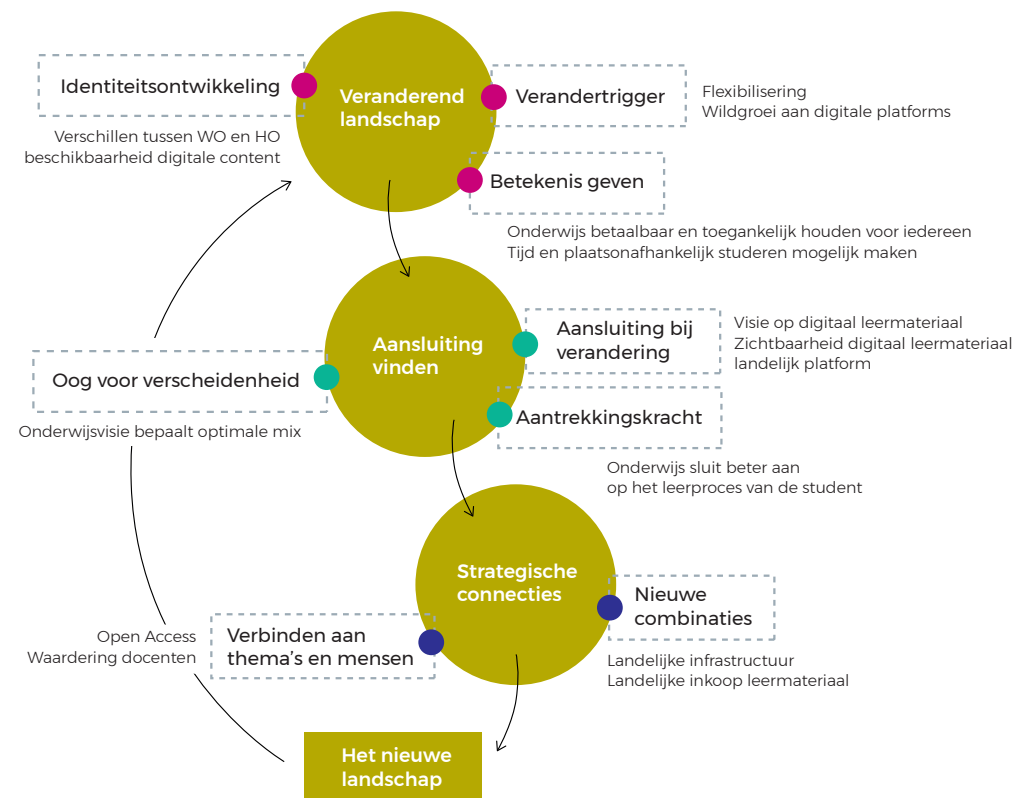 Identiteitsontwikkeling
Verschillen tussen WO en HO
beschikbaarheid digitale content
Veranderend
landschap
Verandertrigger
Flexibilisering
Wildgroei aan digitale platforms
Betekenis geven
Onderwijs betaalbaar en toegankelijk houden voor iedereen
Tijd en plaatsonafhankelijk studeren mogelijk maken
Aansluiting
vinden
Aansluiting bij
verandering
Visie op digitaal leermateriaal
Zichtbaarheid digitaal leermateriaal
landelijk platform
Oog voor verscheidenheid
Onderwijsvisie bepaalt optimale mix
Aantrekkingskracht
Onderwijs sluit beter aan
op het leerproces van de student
Strategische
connecties
Nieuwe
combinaties
Landelijke infrastructuur
Landelijke inkoop leermateriaal
Open Access
Waardering docenten
Verbinden aan
thema's en mensen
Het nieuwe
landschap